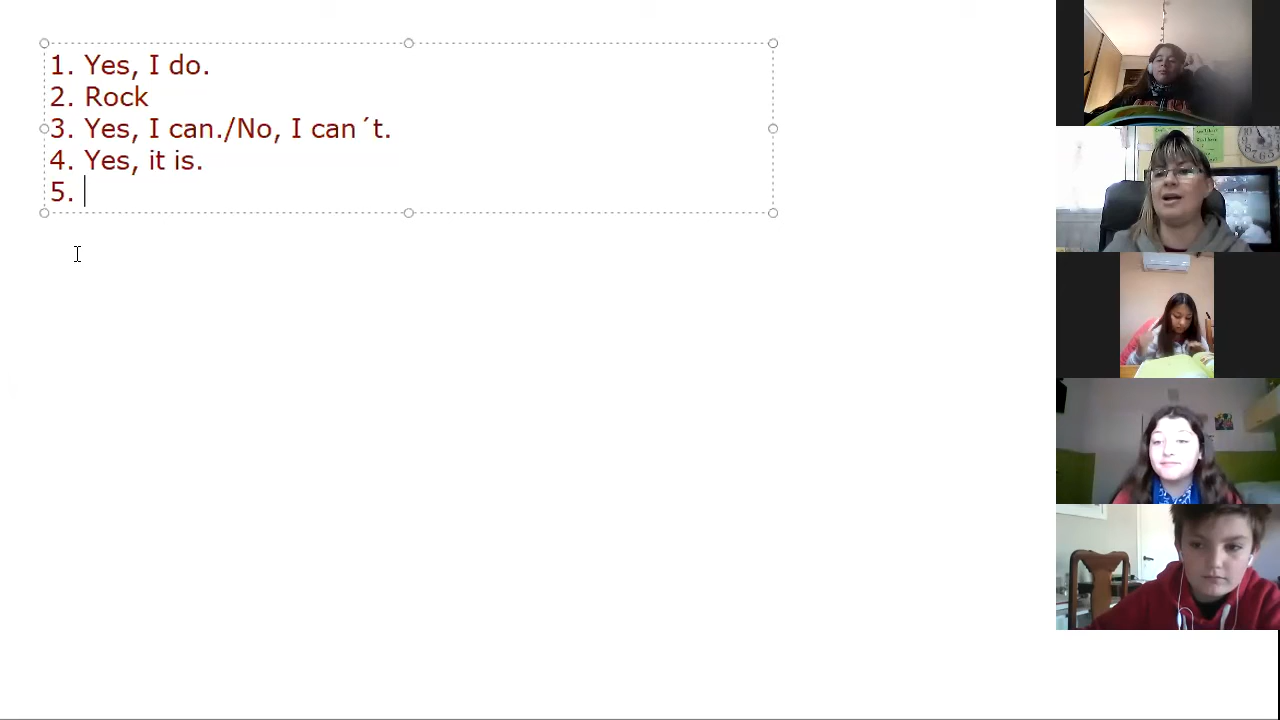 1. Yes, I do.
2. Rock
3. Yes, I can./No, I can´t.
4. Yes, it is.
5.